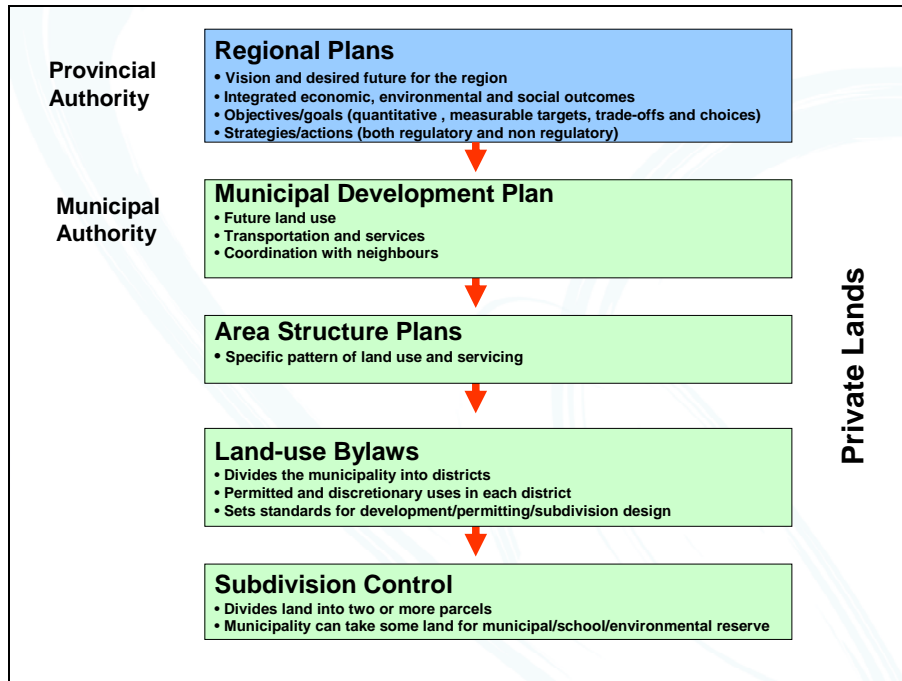 Provincial
Authority
Regional Plans
• Vision and desired future for the region
• Integrated economic, environmental and social outcomes
• Objectives/goals (quantitative , measurable targets, trade-offs and choices)
• Strategies/actions (both regulatory and non regulatory)
Municipal
Authority
Municipal Development Plan
• Future land use
• Transportation and services
• Coordination with neighbours
Area Structure Plans
• Specific pattern of land use and servicing
Land-use Bylaws
• Divides the municipality into districts
• Permitted and discretionary uses in each district
• Sets standards for development/permitting/subdivision design
Subdivision Control
• Divides land into two or more parcels
• Municipality can take some land for municipal/school/environmental reserve
Private Lands